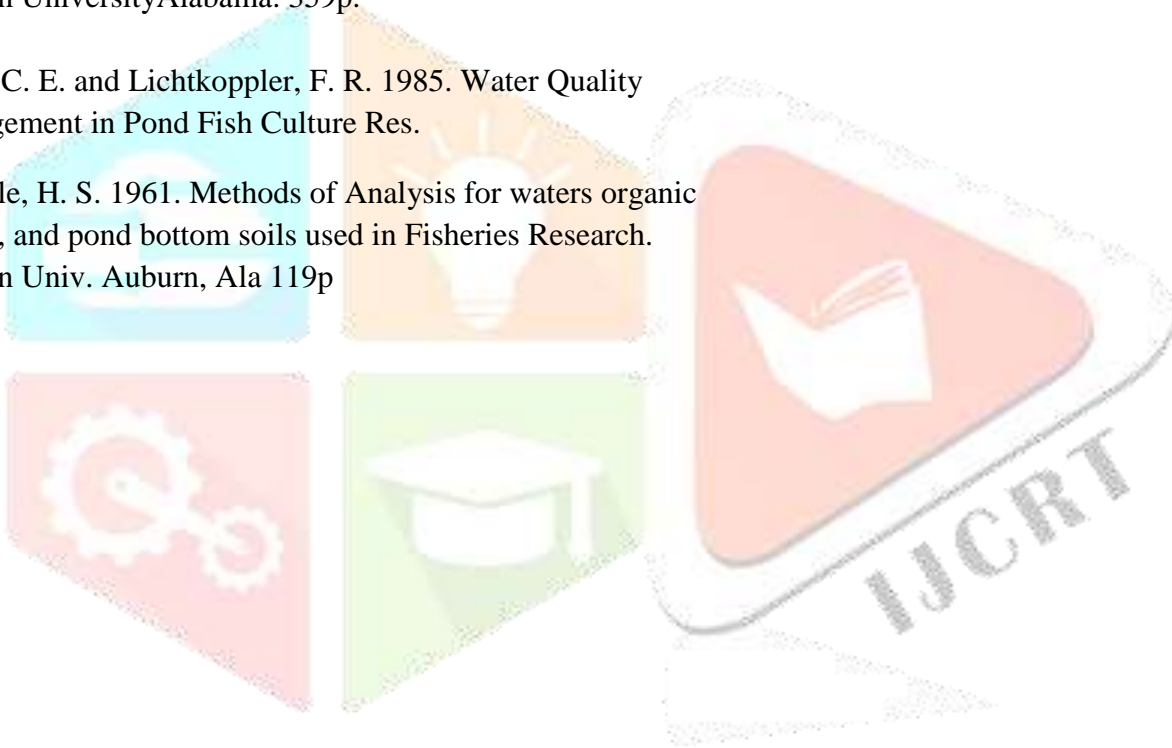 UniversityAlabama. 359p.
C. E. and Lichtkoppler, F. R. 1985. Water Quality
gement in Pond Fish Culture Res.
le, H. S. 1961. Methods of Analysis for waters organic
, and pond bottom soils used in Fisheries Research.
n Univ. Auburn, Ala 119p
IJCRT